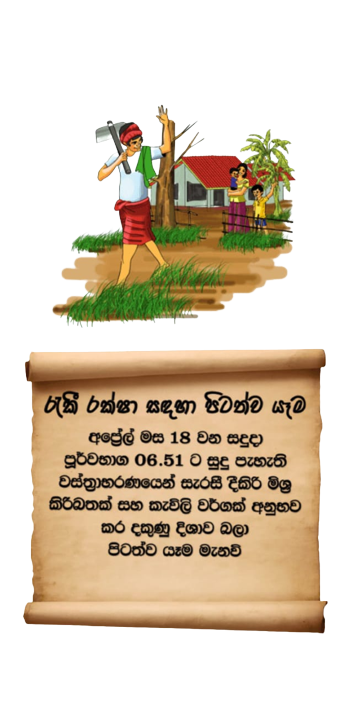 රැකී රක්ෂා සඳහා පිටත්ව යෑම
අප්‍රේල් මස 18 වන සඳුදා
පූර්වභාග 06.51 ට සුදු පැහැති
වස්ත්‍රාභරණයෙන් සැරසී දීකිරි මිශ්‍ර
කිරිබතක් සහ කැවිලි වර්ගක් අනුභව
කර දකුණු දිශාව බලා
පිටත්ව යෑම මැනවි